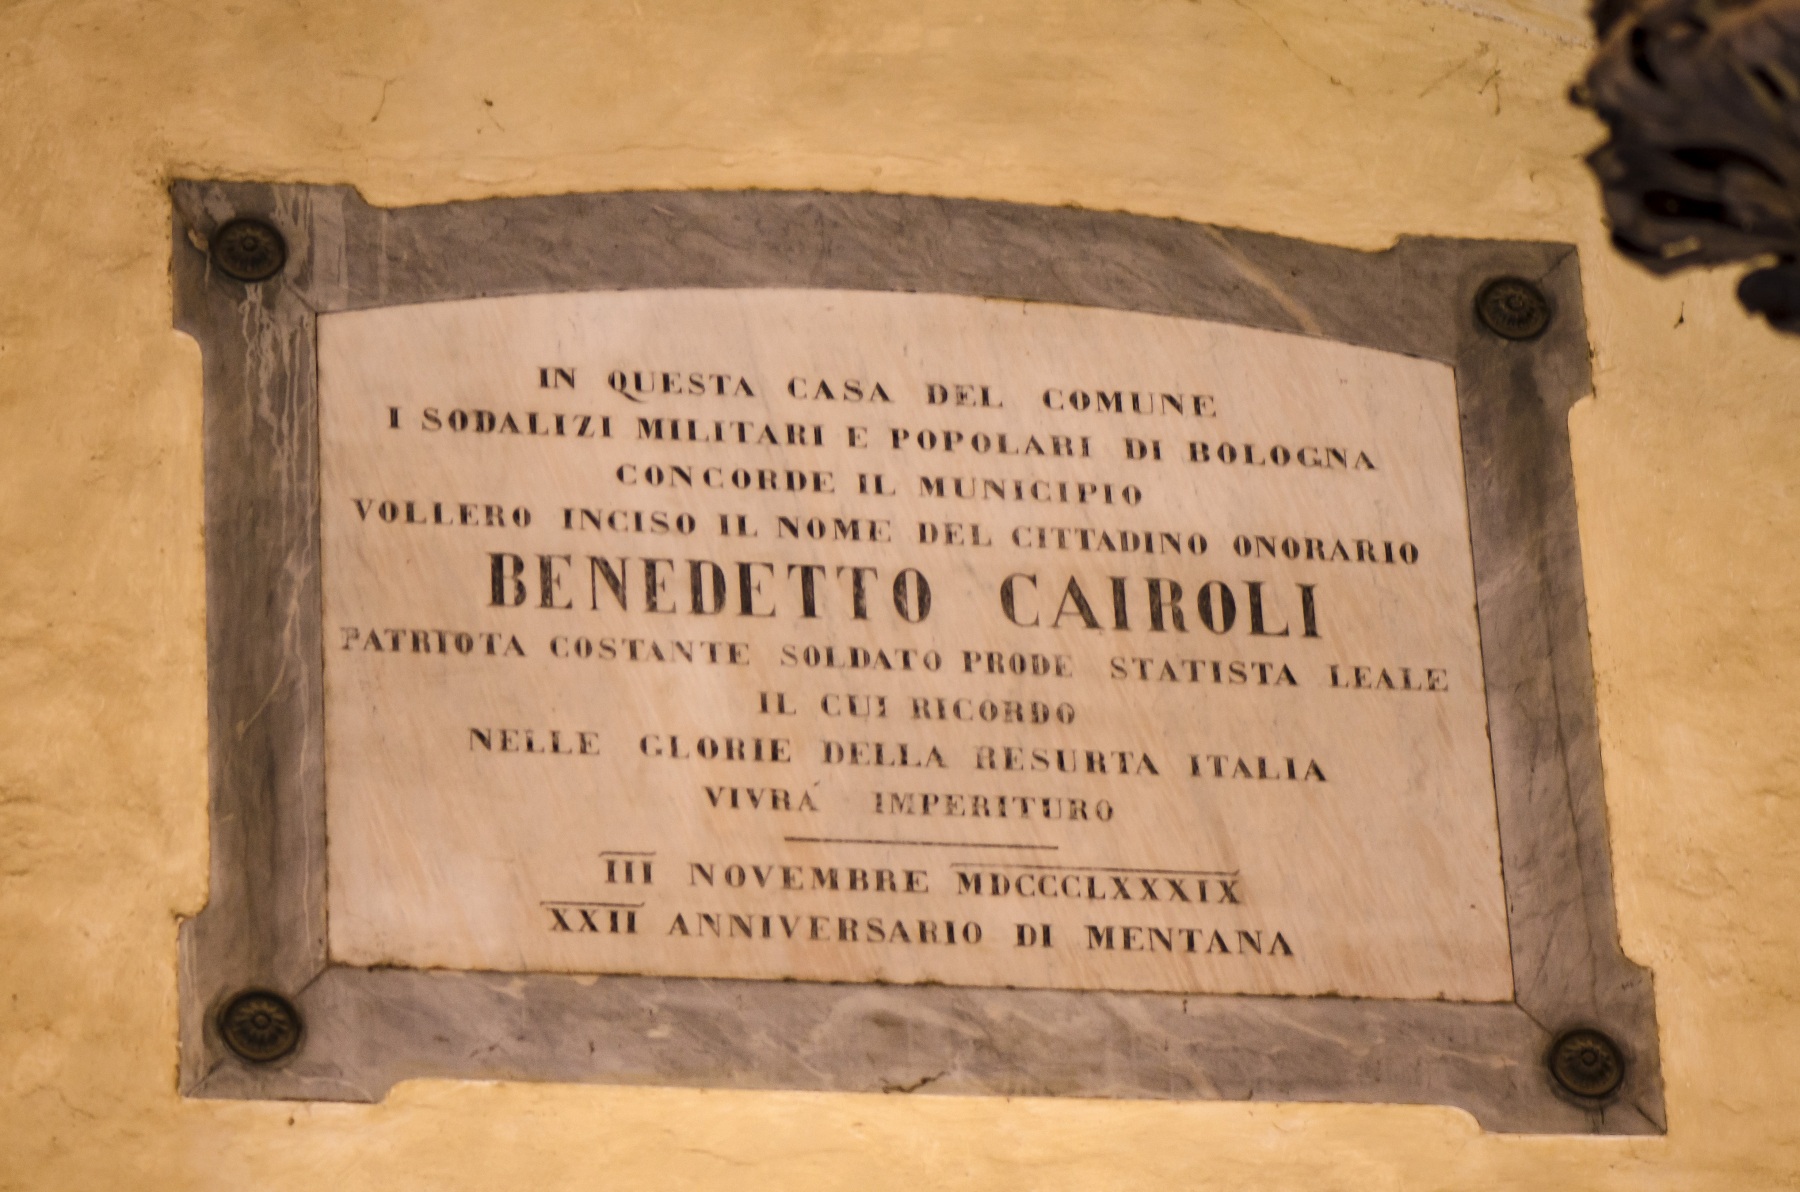 IN QUESTA CASA DEL COMUNE
I SODALIZI MILITARI E POPOLARI DI BOLOGNA
CONCORDE IL MUNICIPIO
VOLLERO INCISO IL NOME DEL CITTADINO ONORARIO
BENEDETTO CAIROLI
PATRIOTA COSTANTE SOLDATO PRODE STATISTA LEALE
IL CUI RICORDO
NELLE GLORIE DELLA RESURTA ITALIA
VIVRÁ IMPERITURO
III NOVEMBRE MDCCCLXXXIX
XXII ANNIVERSARIO DI MENTANA